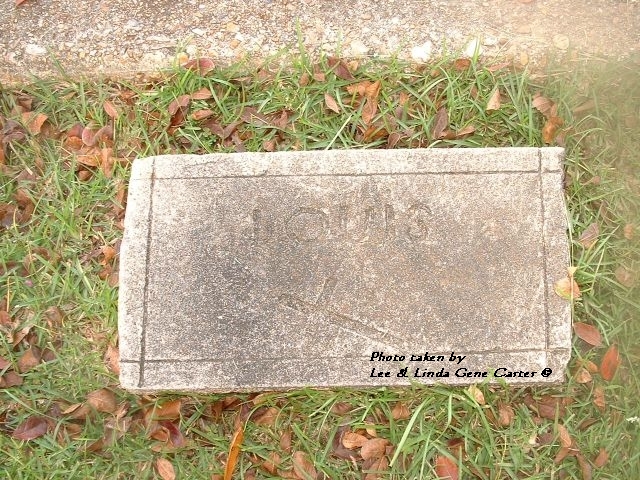 LOUIS
Photo taken by
Lee & Linda Gene Carter ©